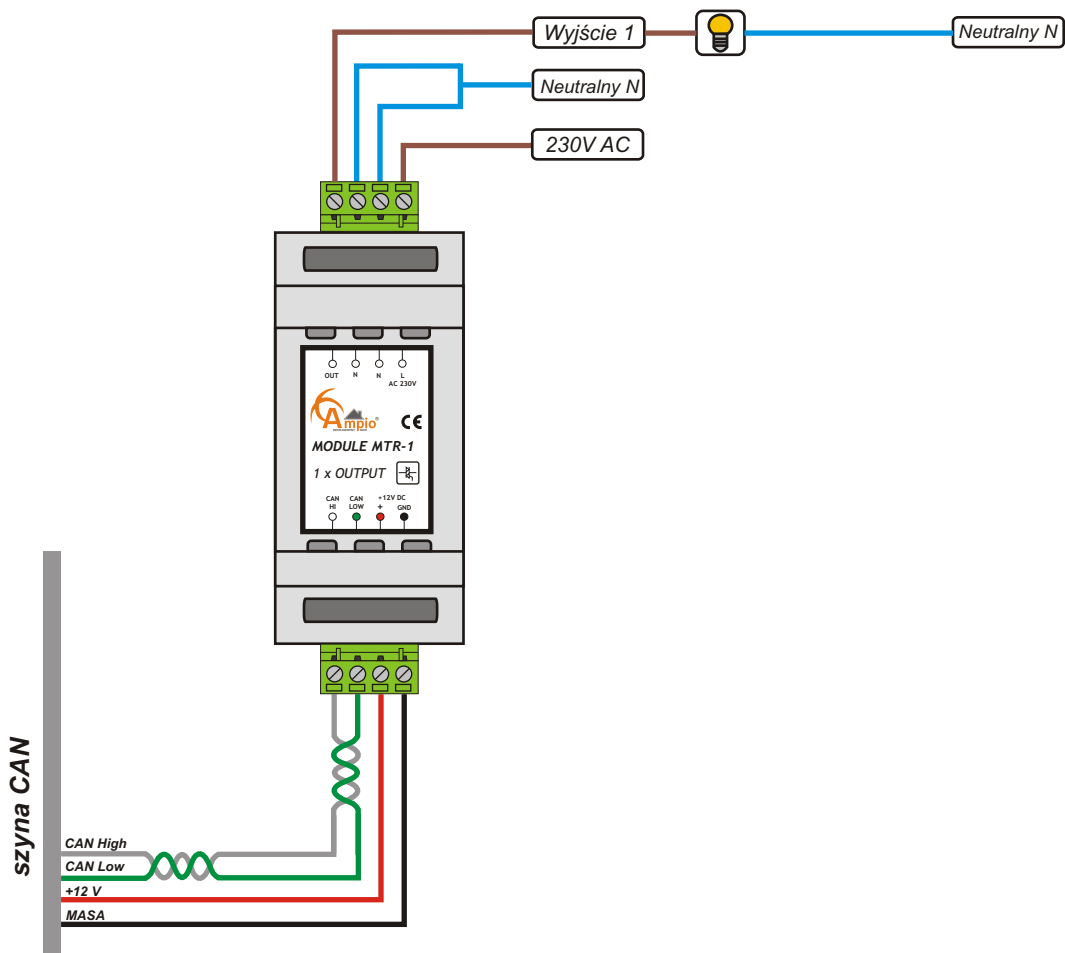 Wyjście 1
Neutralny N
Neutralny N
230V AC
OUT N N L
AC 230V
Ampio®
CE
MODULE MTR-1
1 x OUTPUT
CAN HI
CAN LOW
+12V DC
+
GND
szyna CAN
CAN High
CAN Low
+12 V
MASA